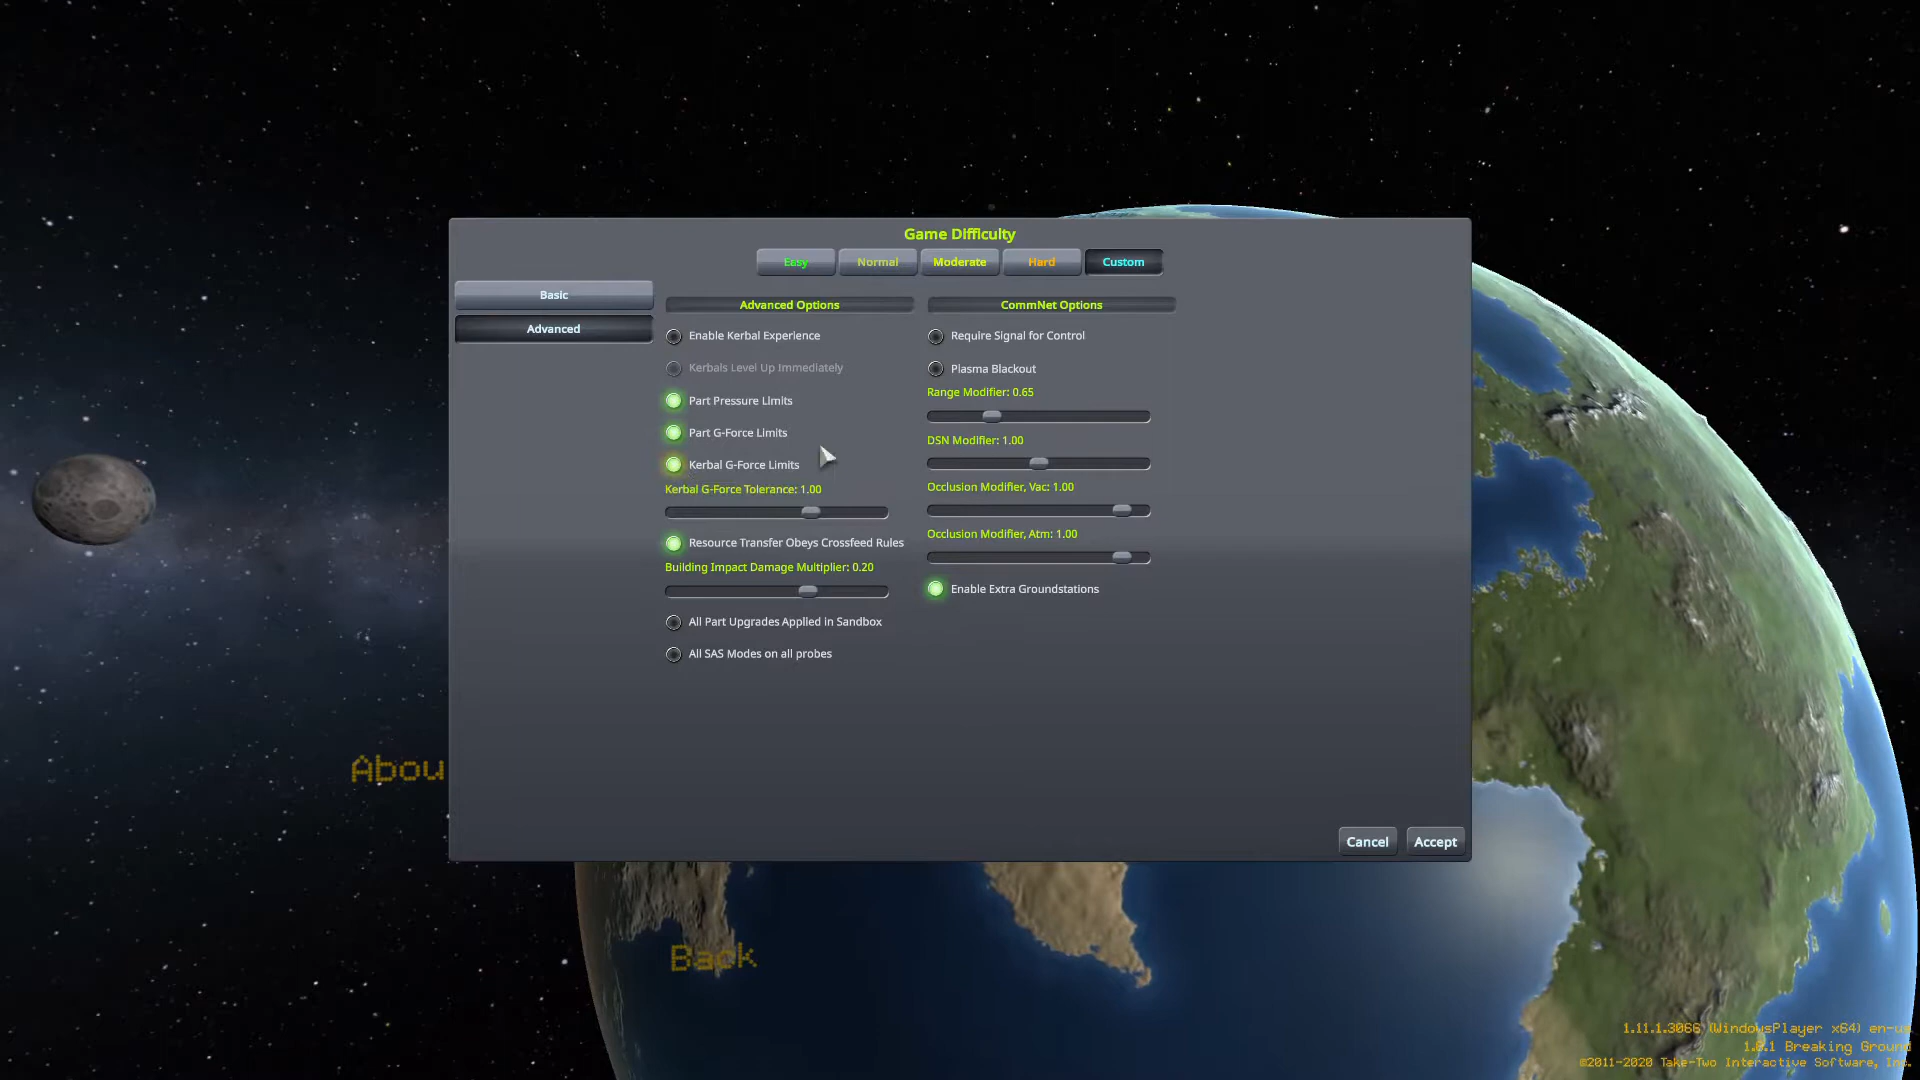 Game Difficulty
Easy
Normal
Moderate
Hard
Custom
Basic
Advanced
Advanced Options
Enable Kerbal Experience
Kerbals Level Up Immediately
Part Pressure Limits
Part G-Force Limits
Kerbal G-Force Limits
Kerbal G-Force Tolerance: 1.00
Resource Transfer Obeys Crossfeed Rules
Building Impact Damage Multiplier: 0.20
All Part Upgrades Applied in Sandbox
All SAS Modes on all probes
CommNet Options
Require Signal for Control
Plasma Blackout
Range Modifier: 0.65
DSN Modifier: 1.00
Occlusion Modifier, Vac: 1.00
Occlusion Modifier, Atm: 1.00
Enable Extra Groundstations
Cancel
Accept
Abou
Back
1.11.1.3066 (WindowsPlayer x64) en-us
Breaking Ground
©2011-2020 Take-Two Interactive Software, Inc.